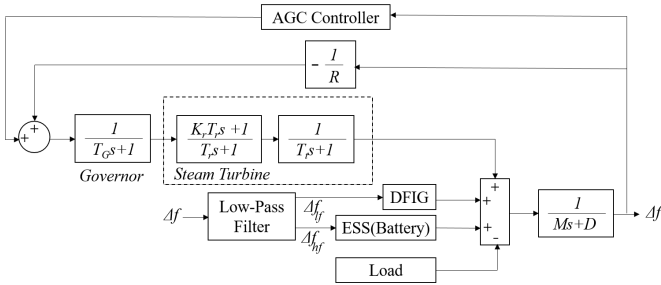 AGC Controller
− 1/R
+ +
1/(T_G s+1)
K_r T_r s +1/(T_r s+1)
1/(T_t s+1)
Governor
Steam Turbine
Δf
Low-Pass
Filter
Δf_lf
Δf_hf
DFIG
ESS(Battery)
Load
+
+
+
-
1/(Ms+D)
Δf